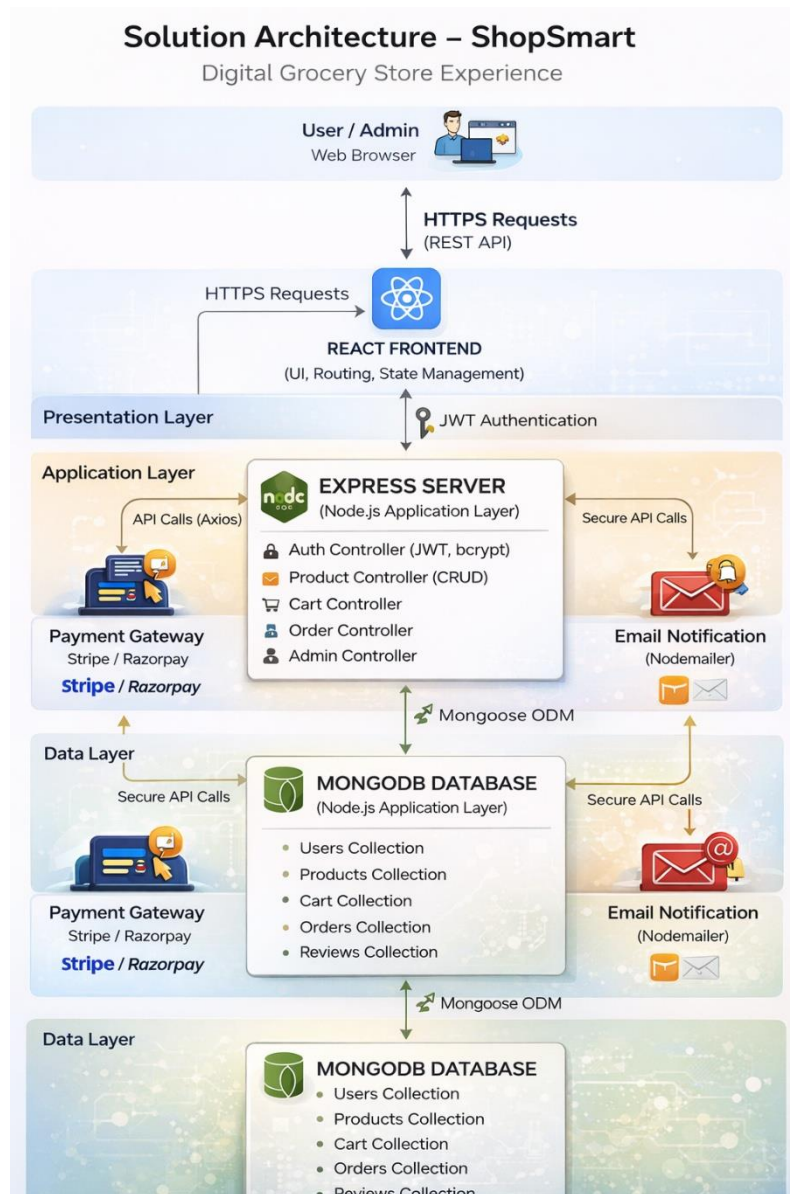 Solution Architecture – ShopSmart
Digital Grocery Store Experience
User / Admin
Web Browser
HTTPS Requests
(REST API)
HTTPS Requests
REACT FRONTEND
(UI, Routing, State Management)
Presentation Layer
JWT Authentication
Application Layer
EXPRESS SERVER
(Node.js Application Layer)
API Calls (Axios)
Secure API Calls
Auth Controller (JWT, bcrypt)
Product Controller (CRUD)
Cart Controller
Order Controller
Admin Controller
Payment Gateway
Stripe / Razorpay
Stripe / Razorpay
Email Notification
(Nodemailer)
Mongoose ODM
Data Layer
MONGODB DATABASE
(Node.js Application Layer)
Secure API Calls
Secure API Calls
Users Collection
Products Collection
Cart Collection
Orders Collection
Reviews Collection
Payment Gateway
Stripe / Razorpay
Stripe / Razorpay
Email Notification
(Nodemailer)
Mongoose ODM
Data Layer
MONGODB DATABASE
Users Collection
Products Collection
Cart Collection
Orders Collection
Reviews Collection